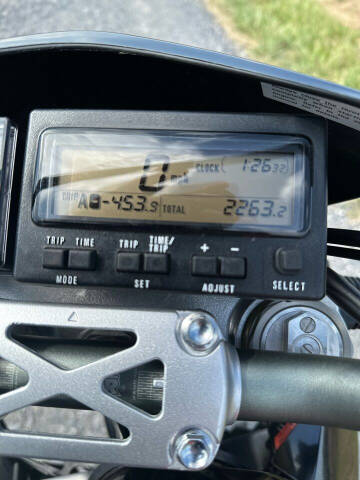 0 mph CLOCK 1:26 32
TRIP A -453.9 TOTAL 2263.2
TRIP TIME TRIP TIME/TRIP + -
MODE SET ADJUST SELECT